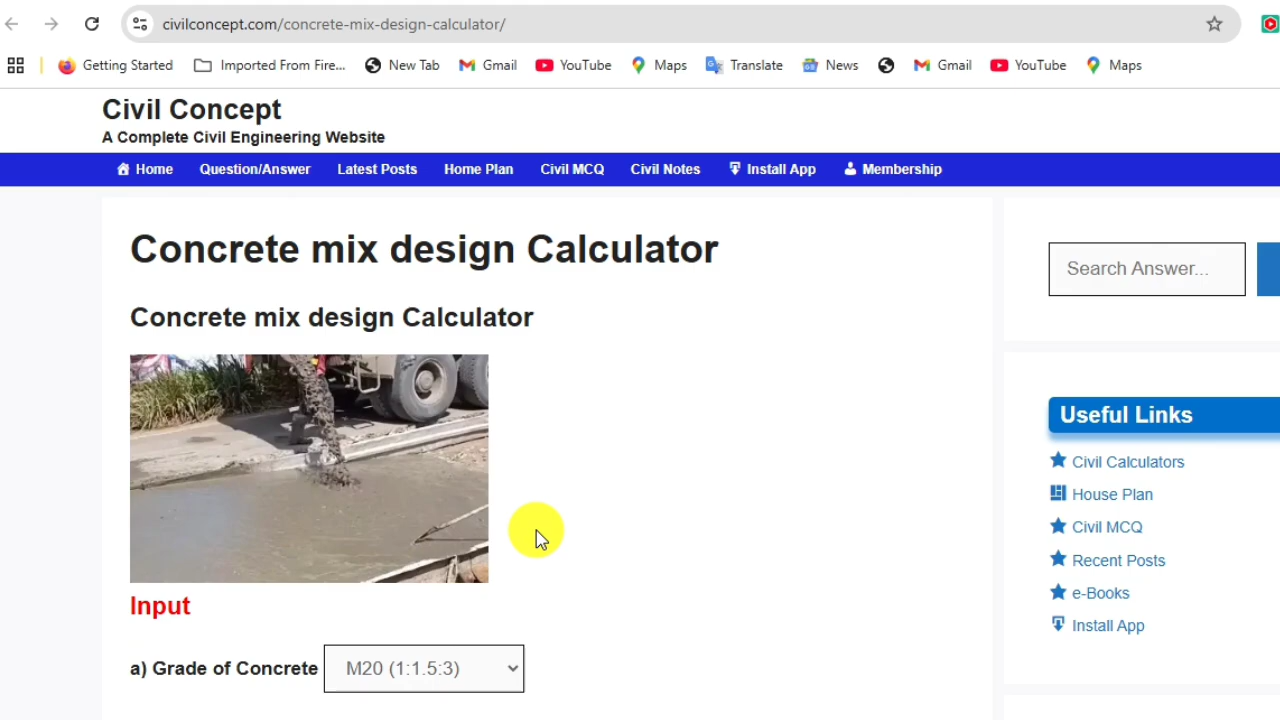 civilconcept.com/concrete-mix-design-calculator/
Getting Started Imported From Fire... New Tab Gmail YouTube Maps Translate News Gmail YouTube Maps
Civil Concept
A Complete Civil Engineering Website
Home Question/Answer Latest Posts Home Plan Civil MCQ Civil Notes Install App Membership
Concrete mix design Calculator
Concrete mix design Calculator
Input
a) Grade of Concrete M20 (1:1.5:3)
Search Answer...
Useful Links
Civil Calculators
House Plan
Civil MCQ
Recent Posts
e-Books
Install App